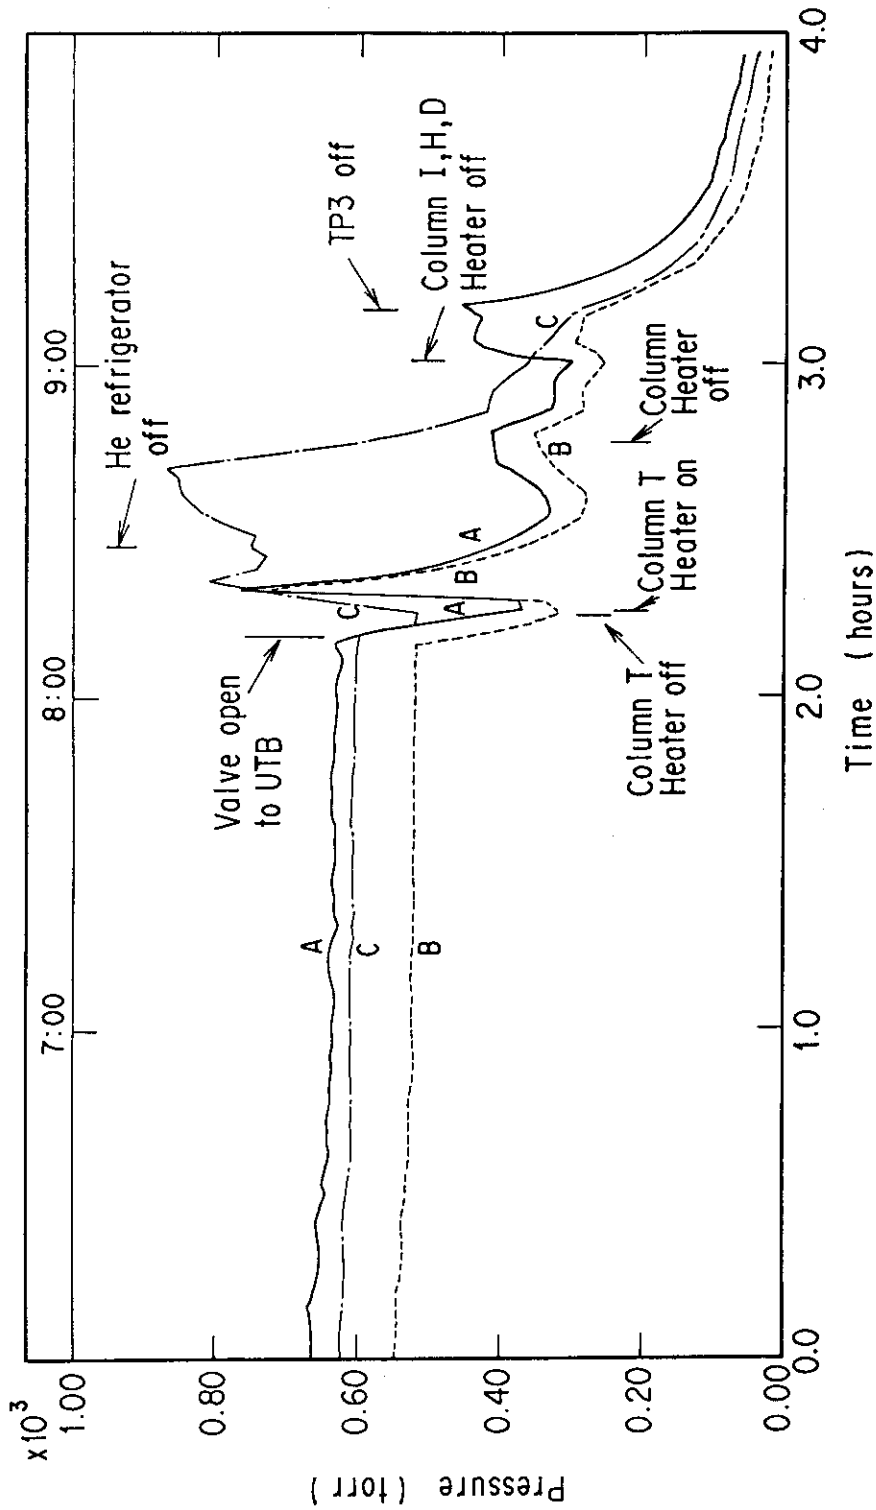 7:00
8:00
9:00
He refrigerator
off
TP3 off
Column I,H,D
Heater off
Valve open
to UTB
A
C
B
C
A
B
A
B
C
Column T
Heater off
Column T
Heater on
Column
Heater
off
x10³
1.00
0.80
0.60
0.40
0.20
0.00
Pressure (torr)
0.0
1.0
2.0
3.0
4.0
Time (hours)